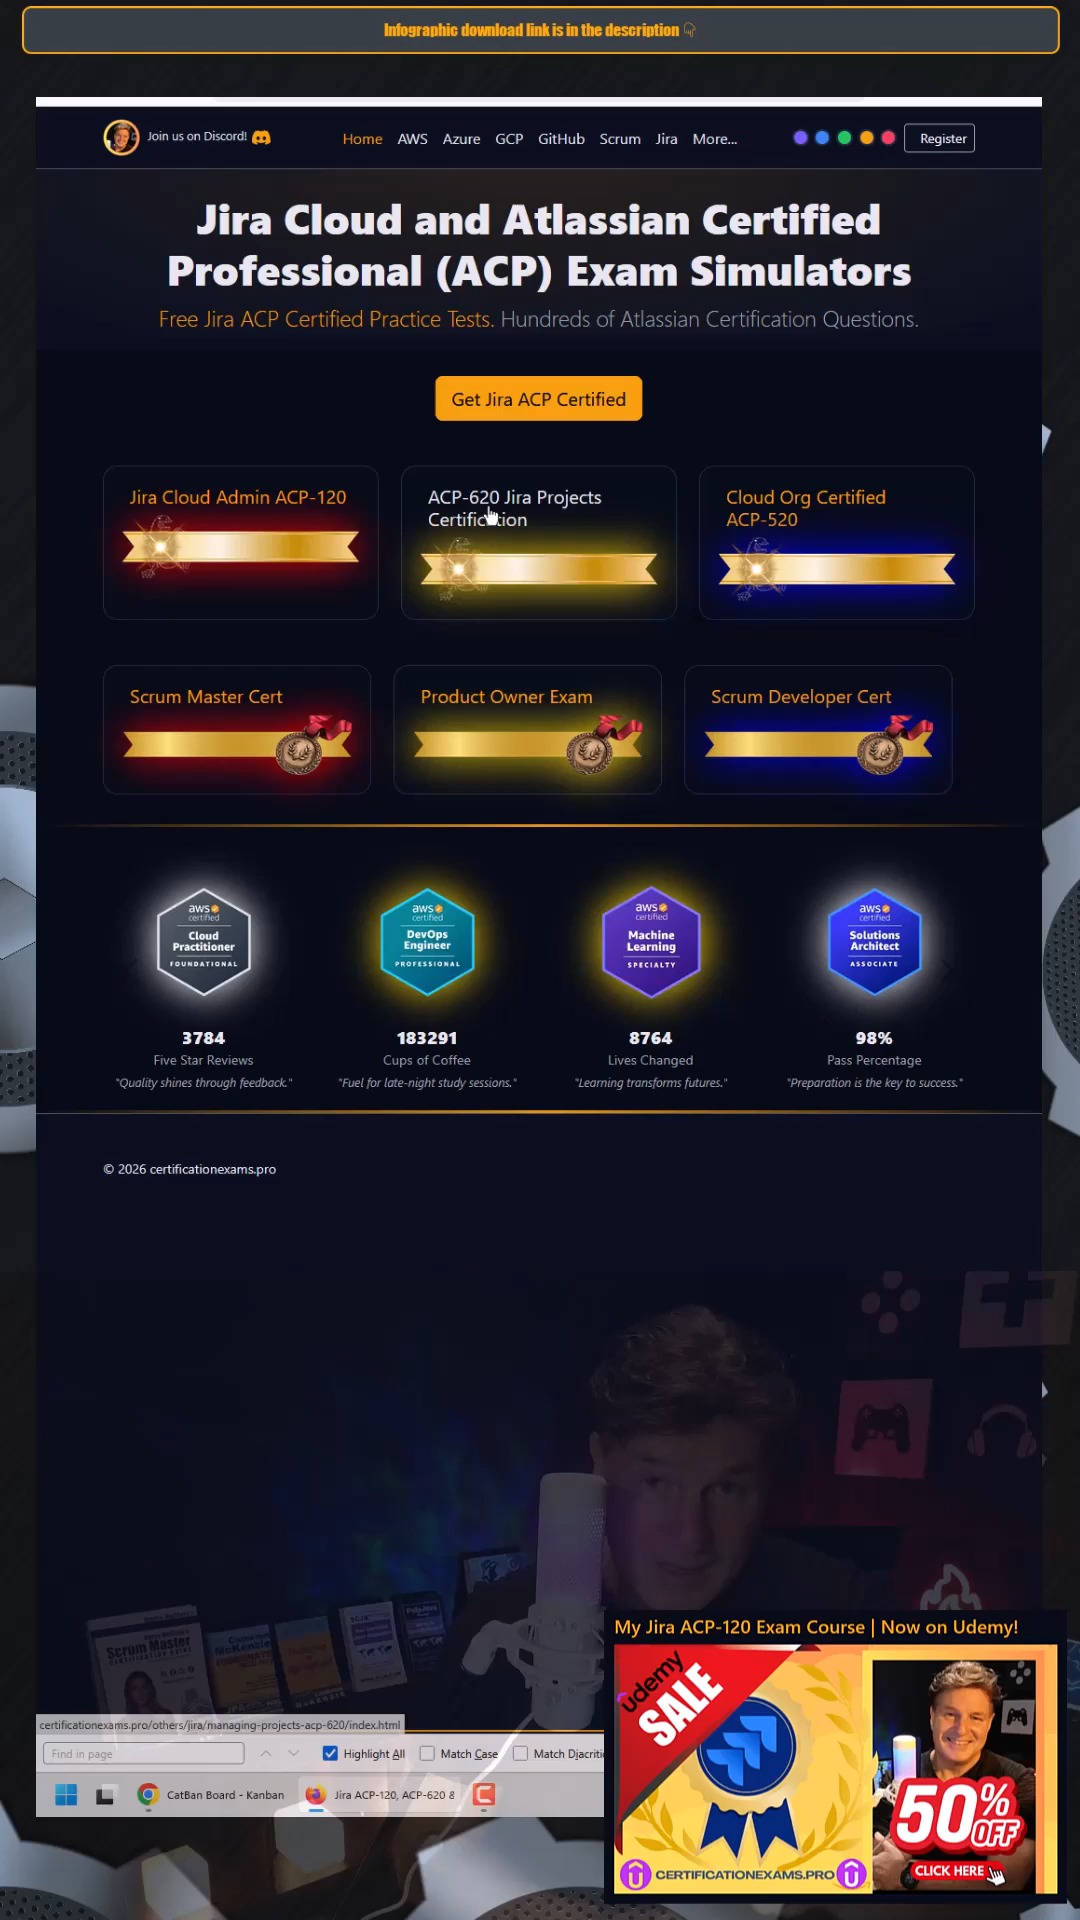 Infographic download link is in the description
Join us on Discord!
Home AWS Azure GCP GitHub Scrum Jira More...
Register
Jira Cloud and Atlassian Certified
Professional (ACP) Exam Simulators
Free Jira ACP Certified Practice Tests. Hundreds of Atlassian Certification Questions.
Get Jira ACP Certified
Jira Cloud Admin ACP-120
ACP-620 Jira Projects
Certification
Cloud Org Certified
ACP-520
Scrum Master Cert
Product Owner Exam
Scrum Developer Cert
aws
certified
Cloud
Practitioner
FOUNDATIONAL
aws
certified
DevOps
Engineer
PROFESSIONAL
aws
certified
Machine
Learning
SPECIALTY
aws
certified
Solutions
Architect
ASSOCIATE
3784
Five Star Reviews
"Quality shines through feedback."
183291
Cups of Coffee
"Fuel for late-night study sessions."
8764
Lives Changed
"Learning transforms futures."
98%
Pass Percentage
"Preparation is the key to success."
© 2026 certificationexams.pro
Scrum Master
My Jira ACP-120 Exam Course | Now on Udemy!
udemy
SALE
50%
OFF
CLICK HERE
CERTIFICATIONEXAMS.PRO
certificationexams.pro/others/jira/managing-projects-acp-620/index.html
Find in page
Highlight All
Match Case
CatBan Board - Kanban
Jira ACP-120, ACP-620 &